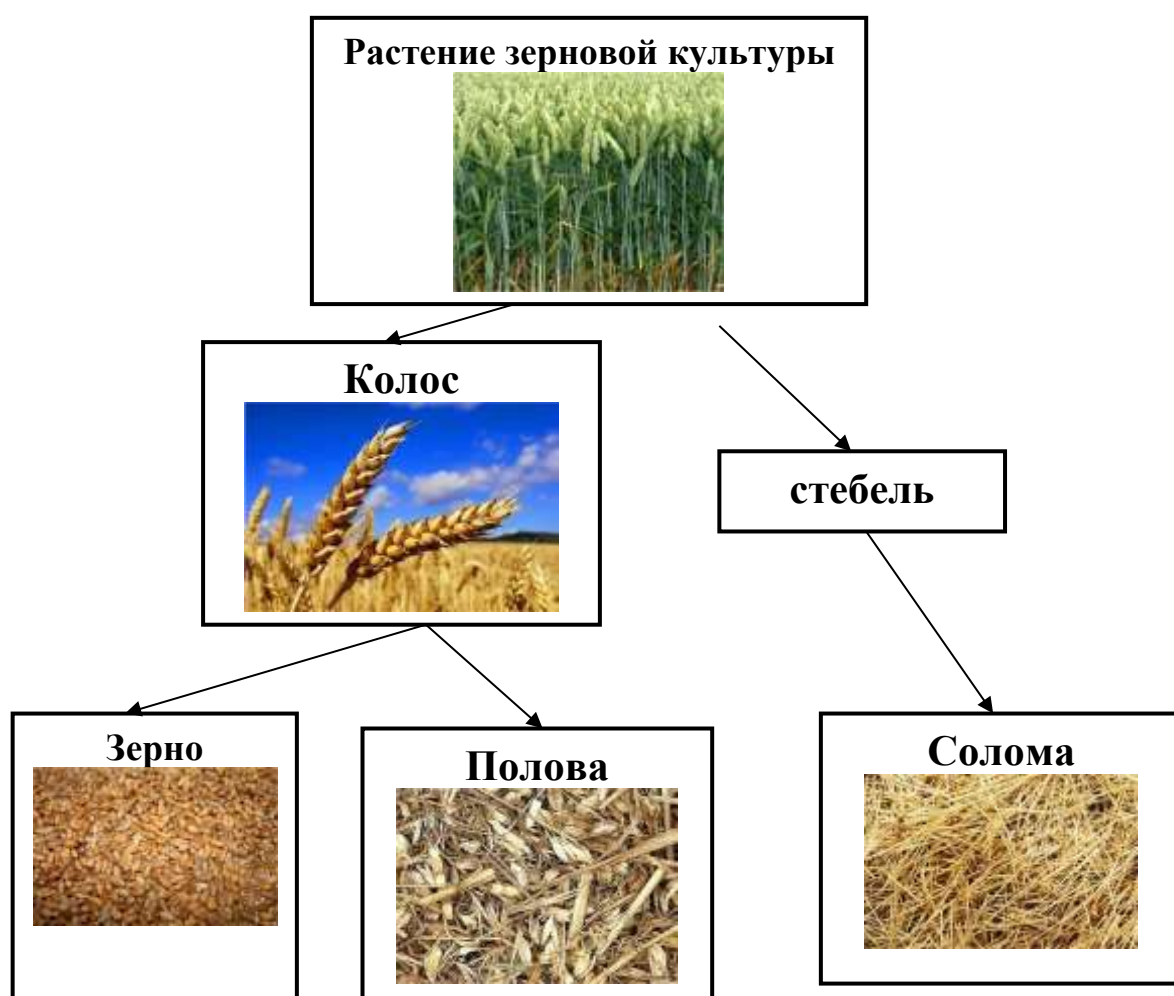 Растение зерновой культуры
Колос
стебель
Зерно
Полова
Солома